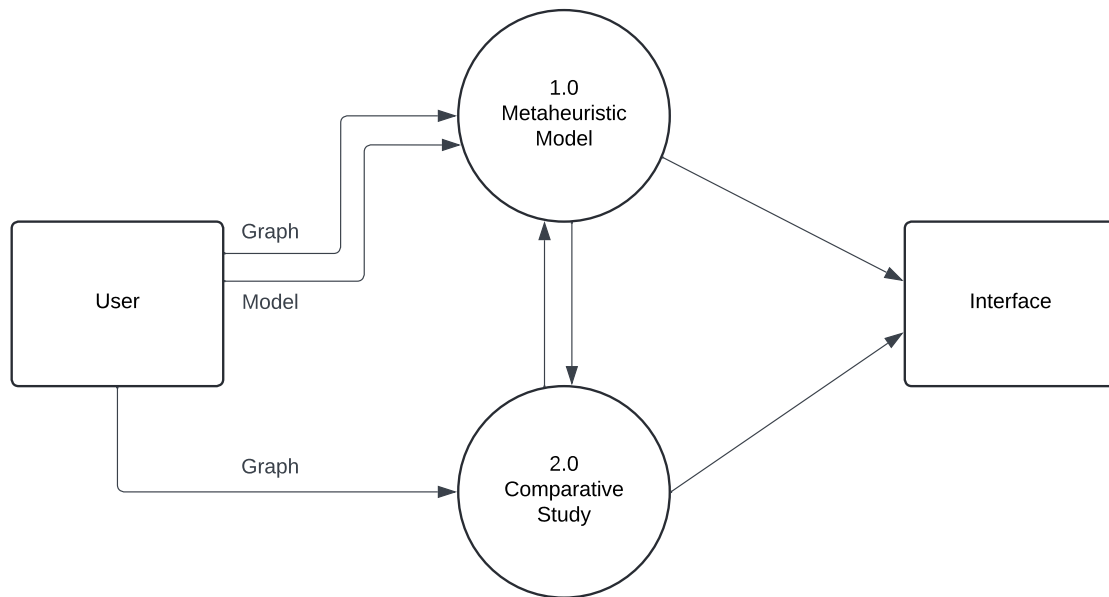 1.0
Metaheuristic
Model
Graph
User
Model
Interface
Graph
2.0
Comparative
Study